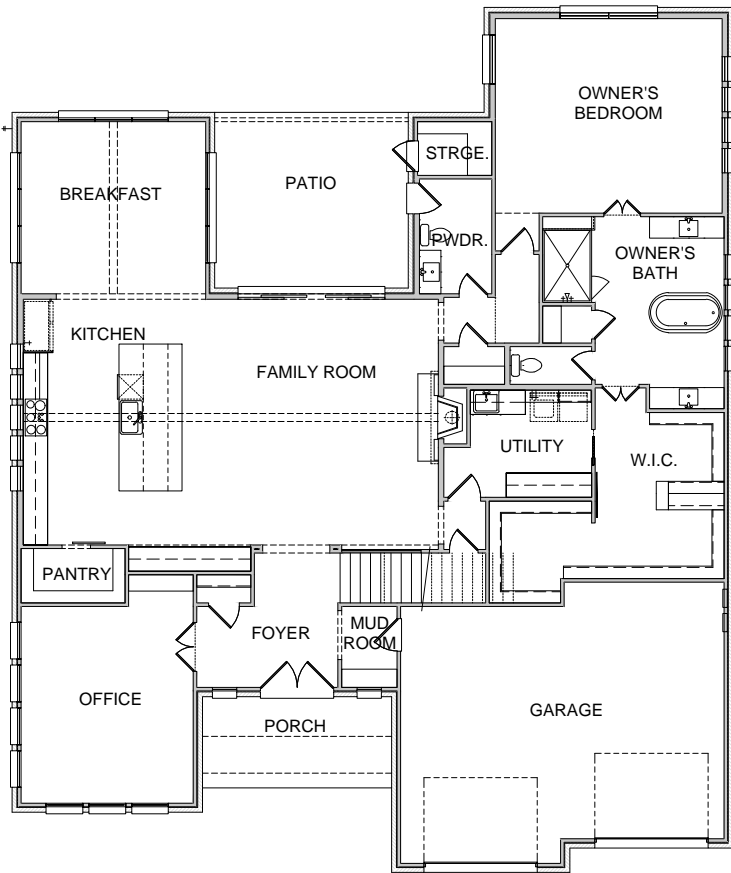 OWNER'S
BEDROOM
STRGE.
BREAKFAST
PATIO
PWDR.
OWNER'S
BATH
KITCHEN
FAMILY ROOM
UTILITY
W.I.C.
PANTRY
FOYER
MUD
ROOM
OFFICE
PORCH
GARAGE